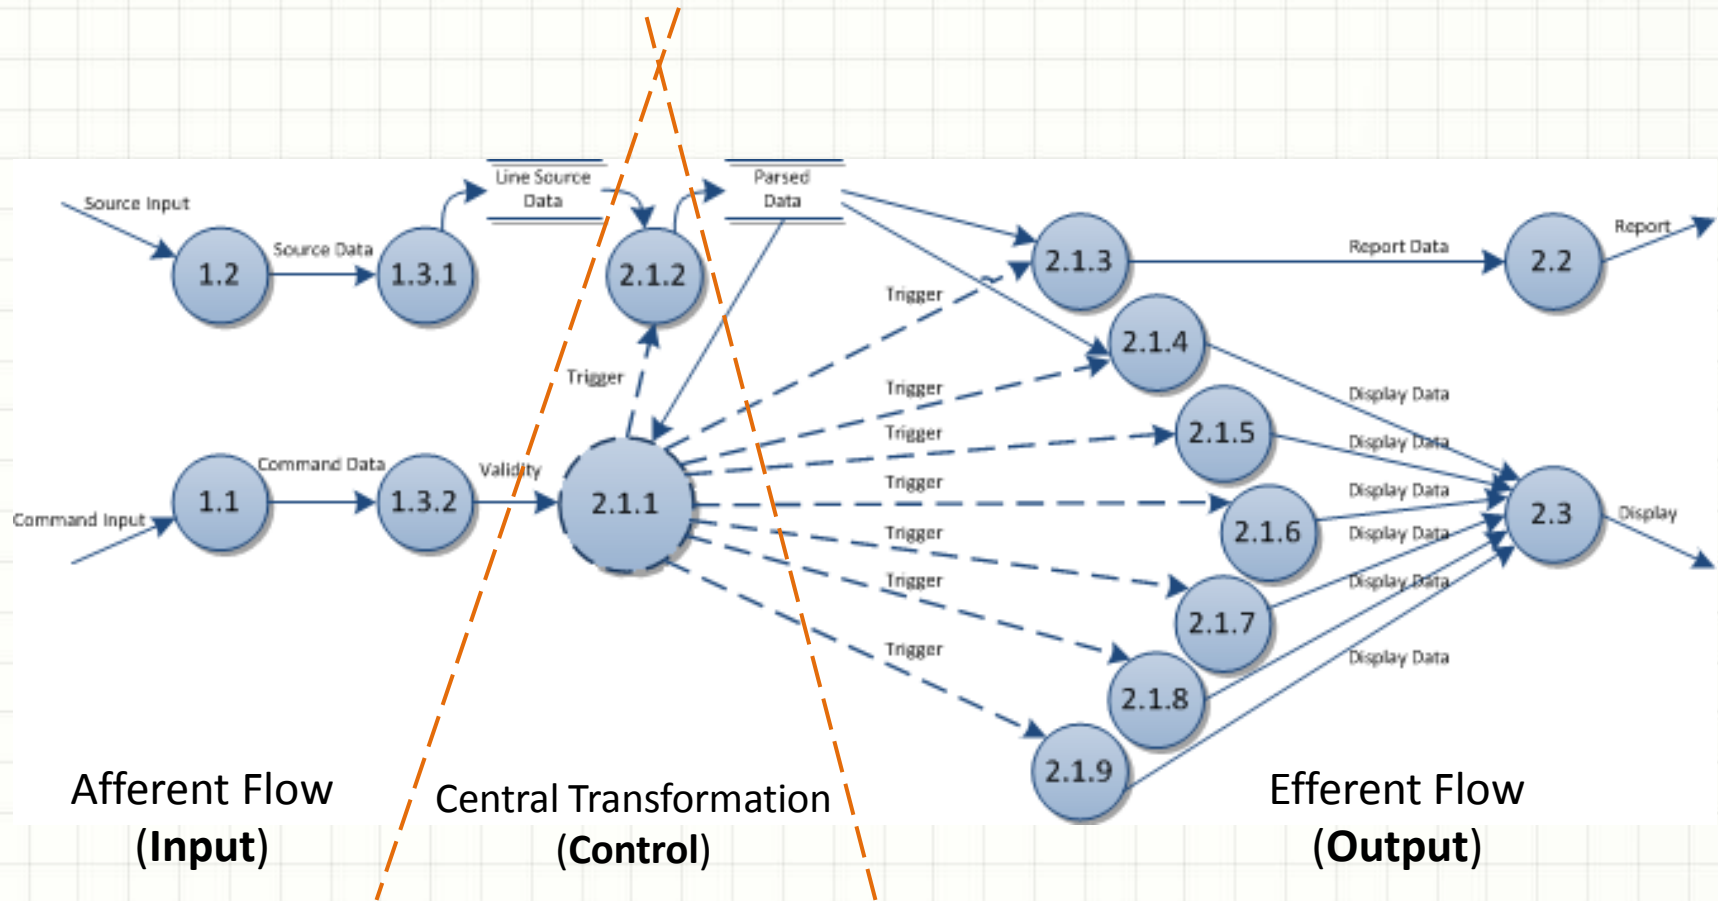 Line Source
Data
Parsed
Data
Source Input
1.2
Source Data
1.3.1
2.1.2
2.1.3
Report Data
2.2
Report
Trigger
2.1.4
Trigger
Trigger
Display Data
2.1.5
Trigger
Display Data
Command Input
1.1
Command Data
1.3.2
Validity
2.1.1
Trigger
2.1.6
Display Data
2.3
Display
Trigger
Display Data
2.1.7
Trigger
Display Data
2.1.8
Trigger
Display Data
2.1.9
Afferent Flow
(Input)
Central Transformation
(Control)
Efferent Flow
(Output)